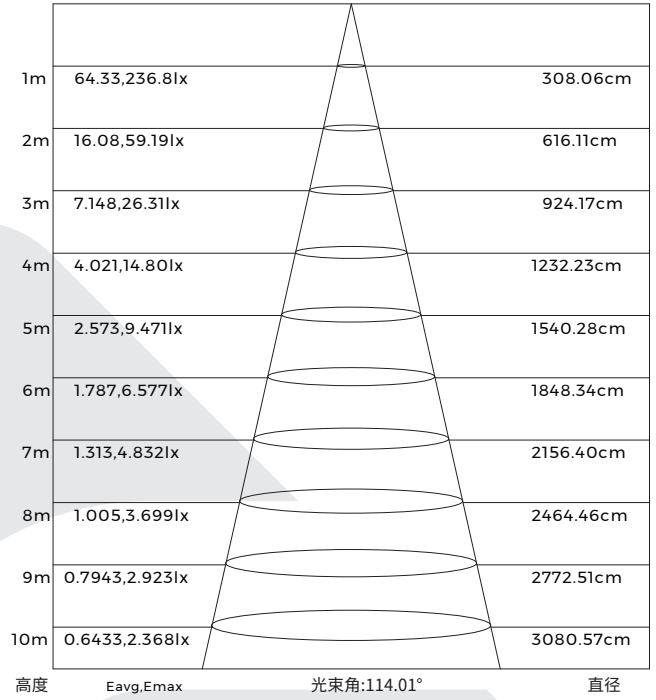 1m 64.33,236.8lx 308.06cm
2m 16.08,59.19lx 616.11cm
3m 7.148,26.31lx 924.17cm
4m 4.021,14.80lx 1232.23cm
5m 2.573,9.471lx 1540.28cm
6m 1.787,6.577lx 1848.34cm
7m 1.313,4.832lx 2156.40cm
8m 1.005,3.699lx 2464.46cm
9m 0.7943,2.923lx 2772.51cm
10m 0.6433,2.368lx 3080.57cm
高度 Eavg,Emax 光束角:114.01° 直径